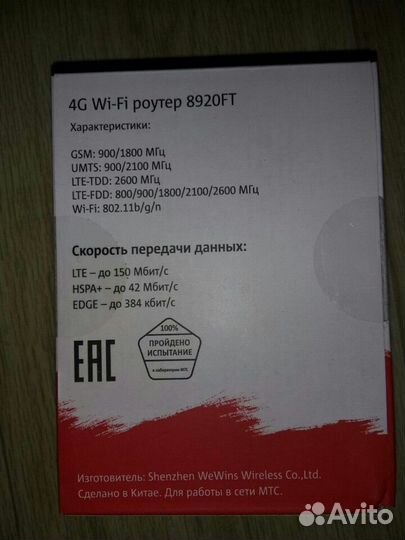 4G Wi-Fi роутер 8920FT
Характеристики:
GSM: 900/1800 МГц
UMTS: 900/2100 МГц
LTE-TDD: 2600 МГц
LTE-FDD: 800/900/1800/2100/2600 МГц
Wi-Fi: 802.11b/g/n
Скорость передачи данных:
LTE – до 150 Мбит/с
HSPA+ – до 42 Мбит/с
EDGE – до 384 кбит/с
EAC
100%
ПРОЙДЕНО
ИСПЫТАНИЕ
в лаборатории МТС
Изготовитель: Shenzhen WeWins Wireless Co.,Ltd.
Сделано в Китае. Для работы в сети МТС.
Avito